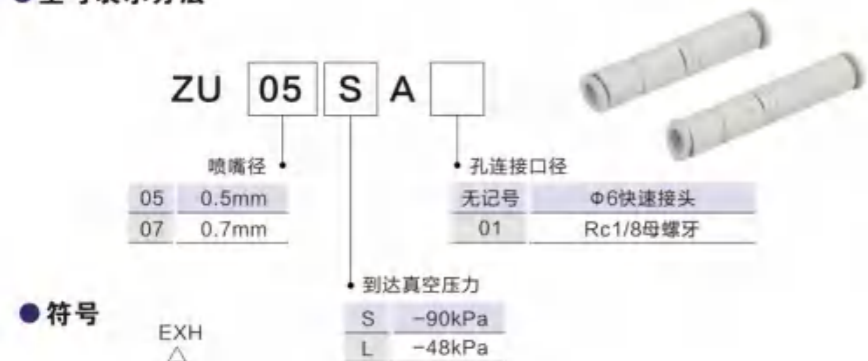 ZU 05 S A
喷嘴径
05 0.5mm
07 0.7mm
孔连接口径
无记号 Φ6快速接头
01 Rc1/8母螺牙
到达真空压力
S -90kPa
L -48kPa
符号
EXH